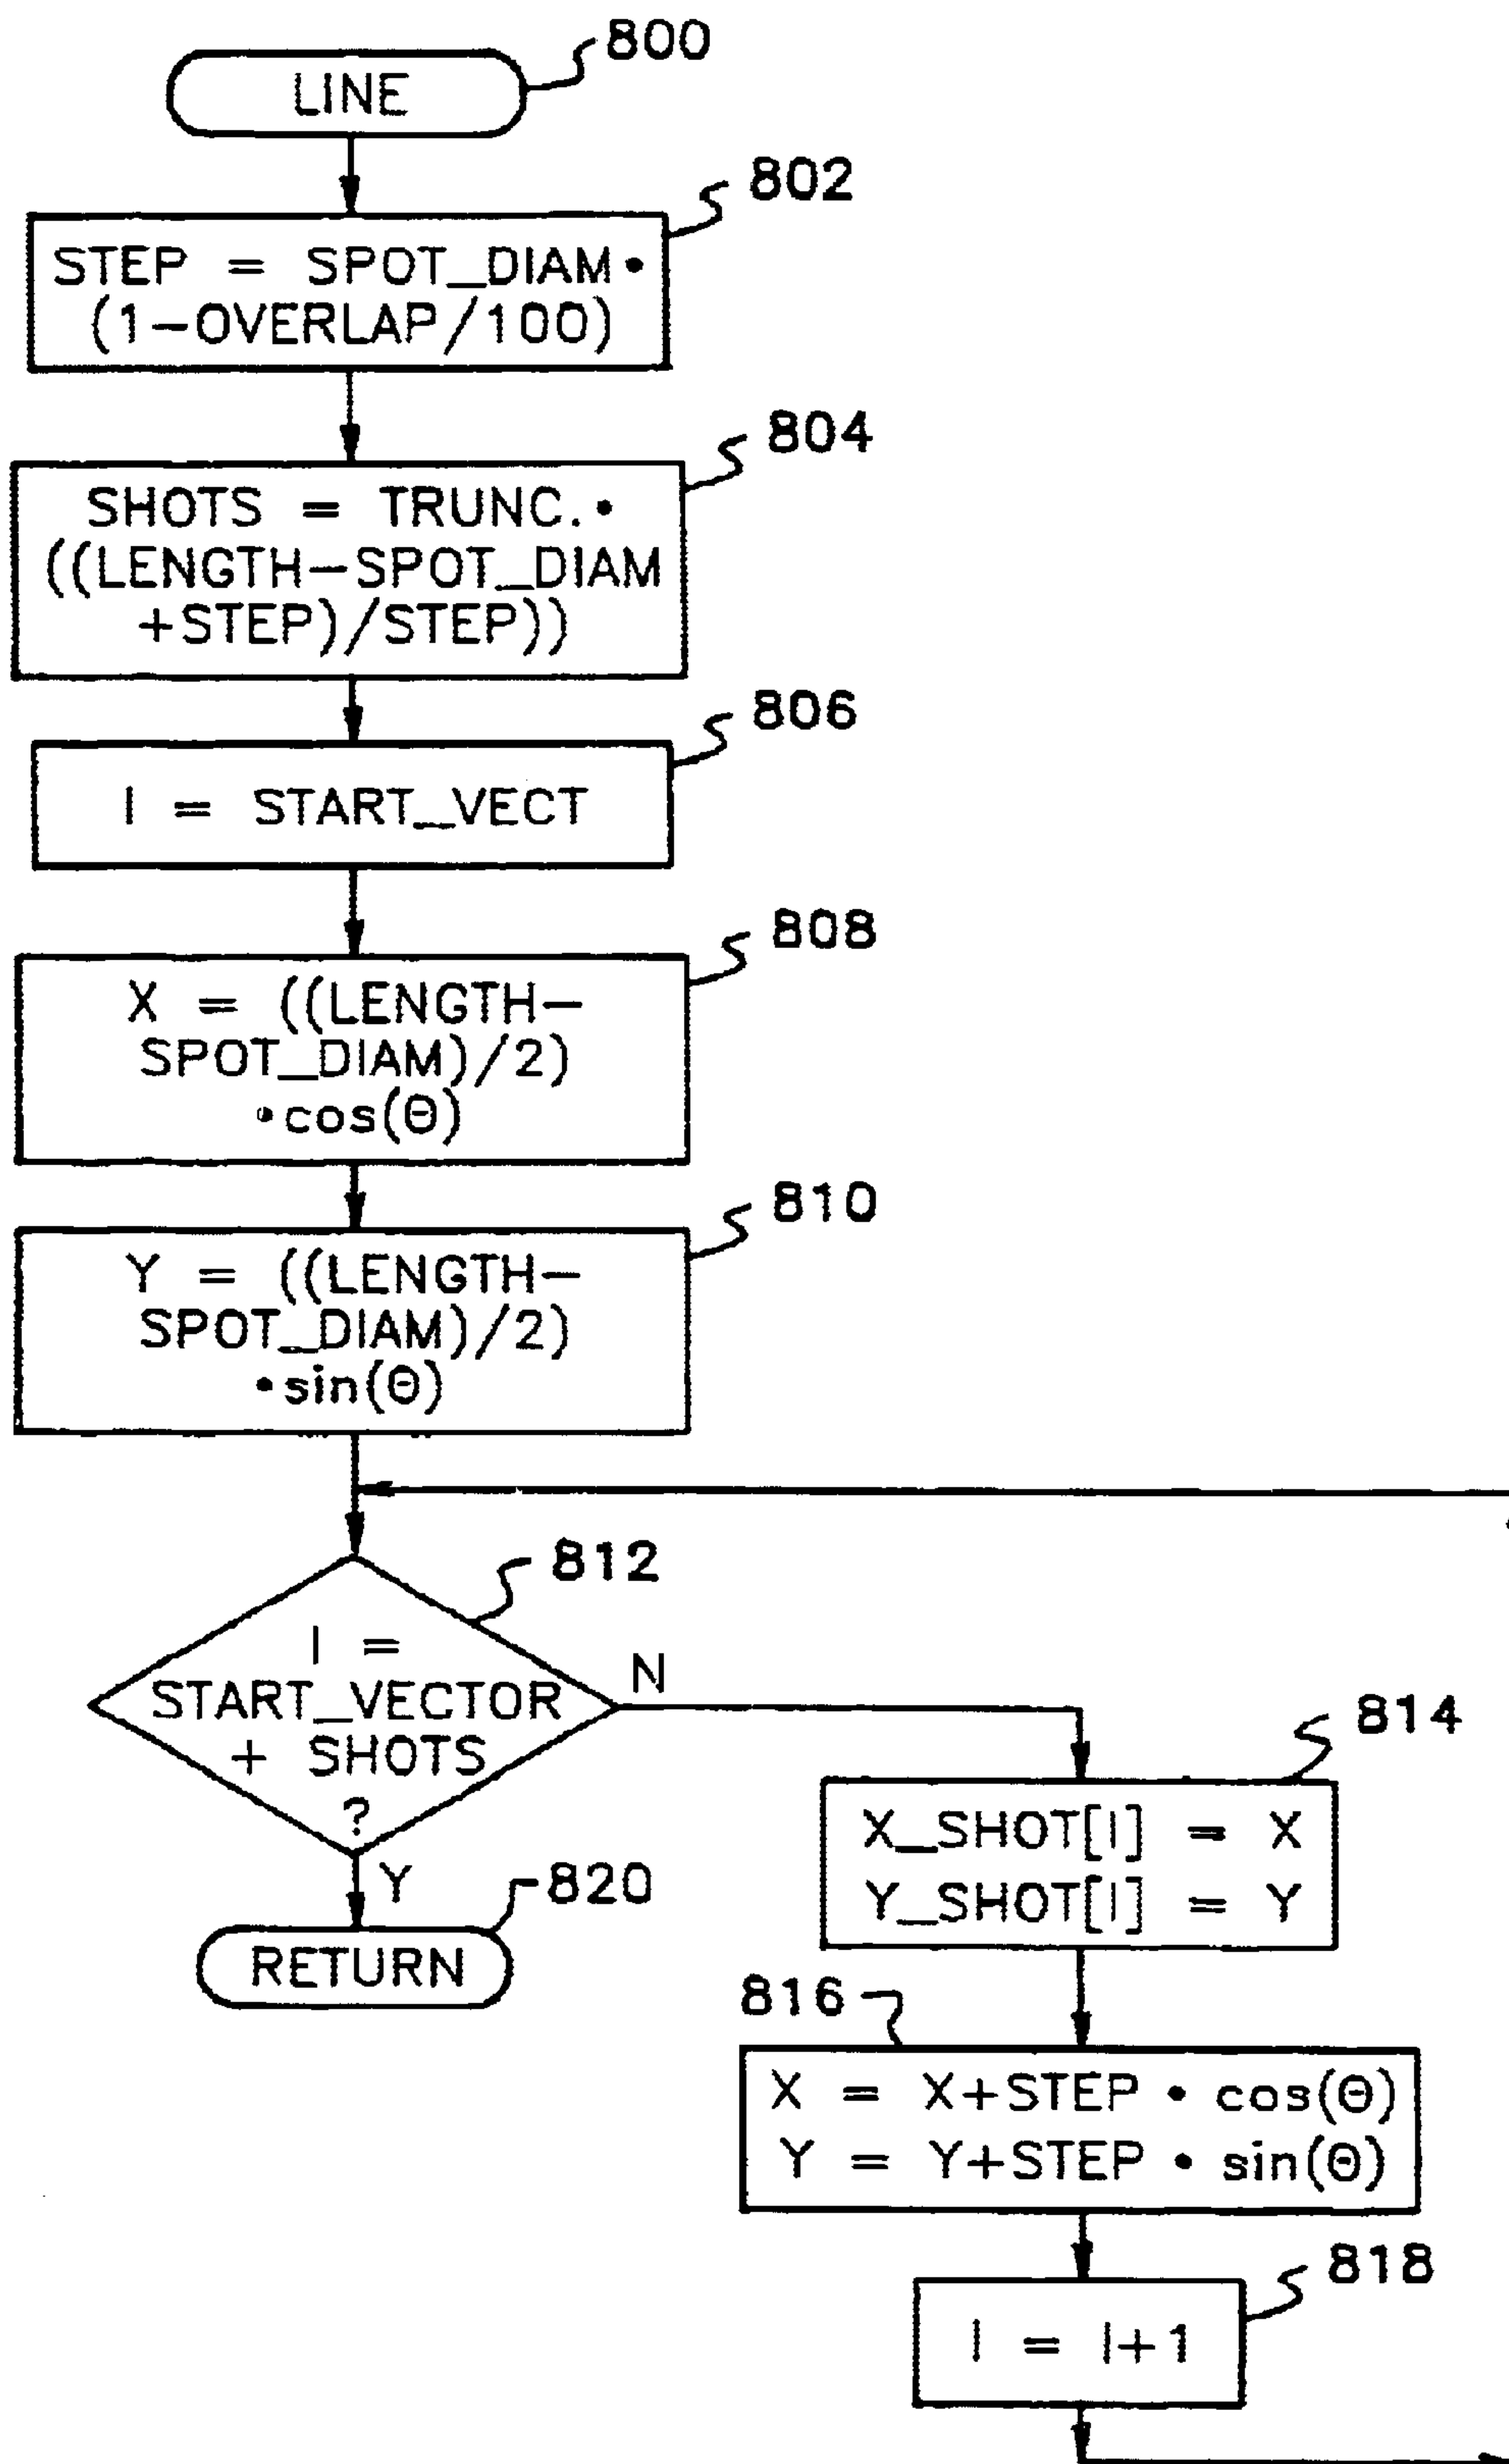 800
LINE
802
STEP = SPOT_DIAM•
(1-OVERLAP/100)
804
SHOTS = TRUNC.•
((LENGTH-SPOT_DIAM
+STEP)/STEP))
806
I = START_VECT
808
X = ((LENGTH-
SPOT_DIAM)/2)
•cos(Θ)
810
Y = ((LENGTH-
SPOT_DIAM)/2)
•sin(Θ)
812
I =
START_VECTOR
+ SHOTS
?
N
Y
820
RETURN
814
X_SHOT[I] = X
Y_SHOT[I] = Y
816
X = X+STEP • cos(Θ)
Y = Y+STEP • sin(Θ)
818
I = I+1